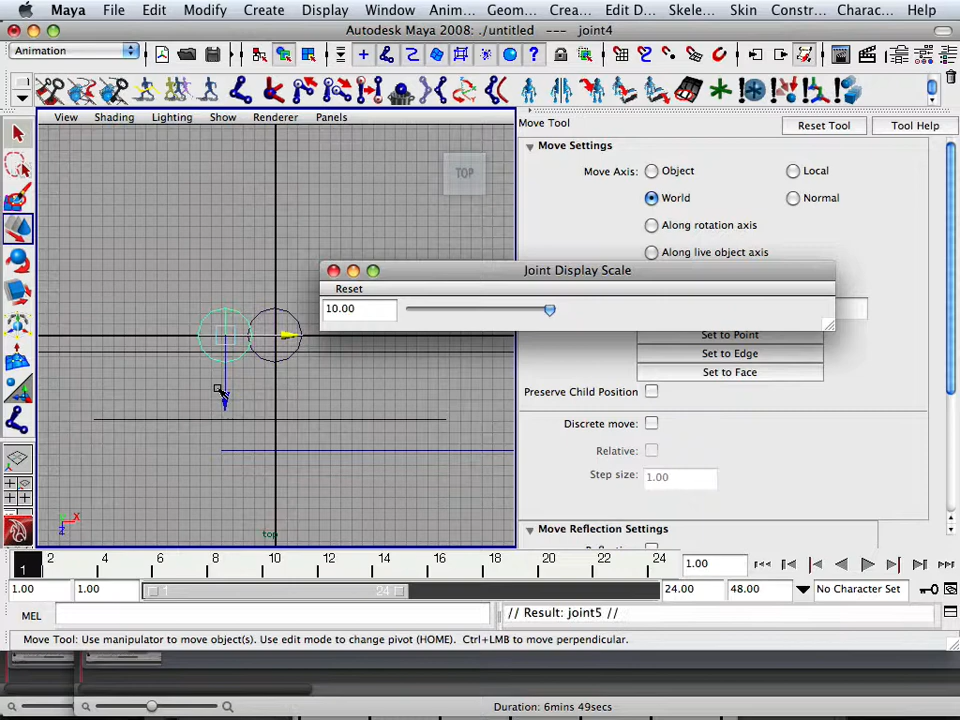 Maya File Edit Modify Create Display Window Anim... Geom... Crea... Edit D... Skele... Skin Constr... Charac... Help
Autodesk Maya 2008: ./untitled --- joint4
Animation
View Shading Lighting Show Renderer Panels
Move Tool
Reset Tool
Tool Help
Move Settings
Move Axis: Object Local
World Normal
Along rotation axis
Along live object axis
TOP
Joint Display Scale
Reset
10.00
Set to Point
Set to Edge
Set to Face
Preserve Child Position
Discrete move:
Relative:
Step size: 1.00
Move Reflection Settings
Y X
Z
top
1 2 4 6 8 10 12 14 16 18 20 22 24 1.00
1.00 1.00 1 24 24.00 48.00 No Character Set
MEL // Result: joint5 //
Move Tool: Use manipulator to move object(s). Use edit mode to change pivot (HOME). Ctrl+LMB to move perpendicular.
Duration: 6mins 49secs